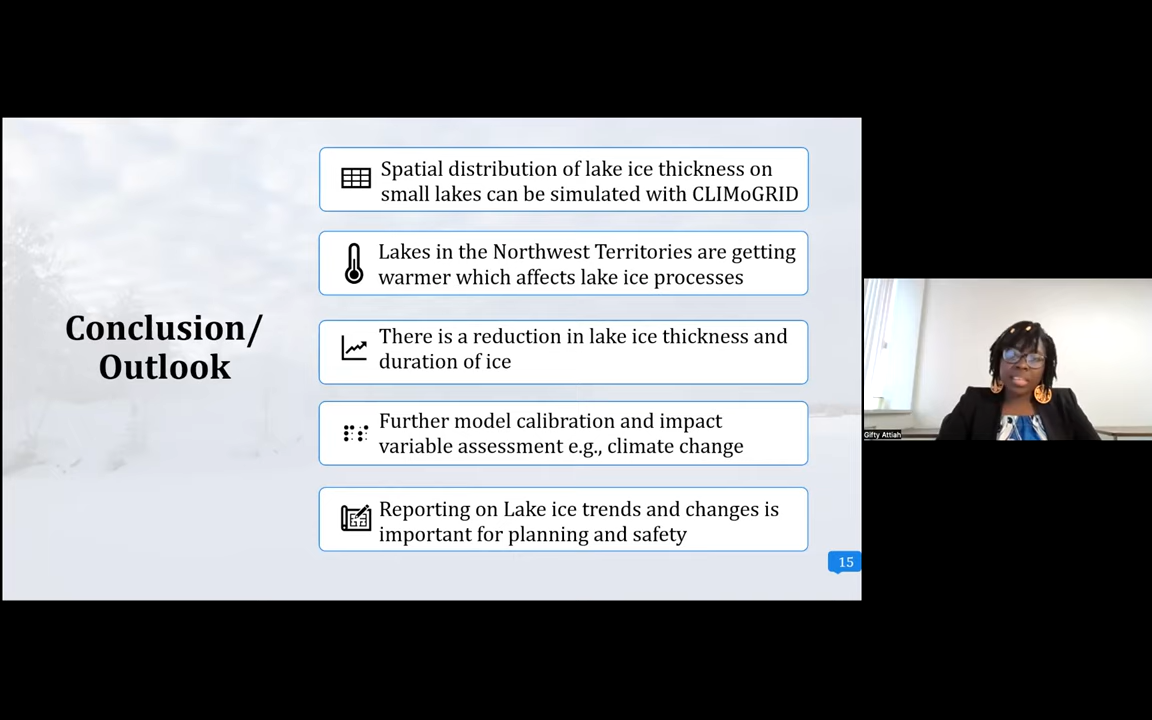 Conclusion/
Outlook
Spatial distribution of lake ice thickness on
small lakes can be simulated with CLIMoGRID
Lakes in the Northwest Territories are getting
warmer which affects lake ice processes
There is a reduction in lake ice thickness and
duration of ice
Further model calibration and impact
variable assessment e.g., climate change
Reporting on Lake ice trends and changes is
important for planning and safety
15
Gifty Attiah